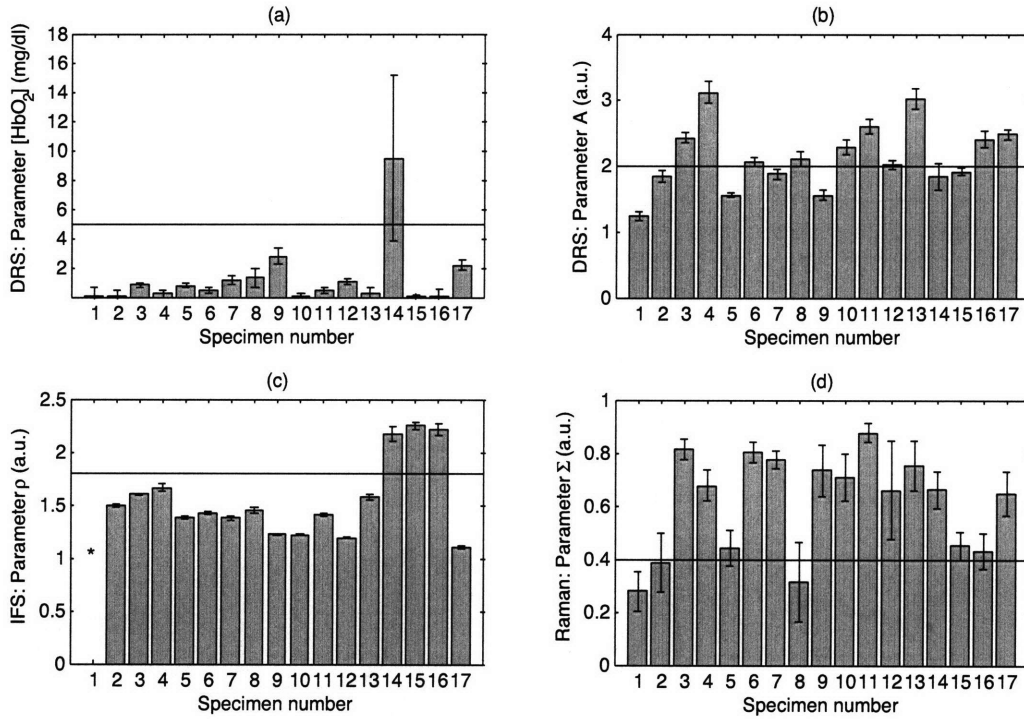 (a)
DRS: Parameter [HbO₂] (mg/dl)
18
16
14
12
10
8
6
4
2
1 2 3 4 5 6 7 8 9 10 11 12 13 14 15 16 17
Specimen number
(b)
DRS: Parameter A (a.u.)
4
3
2
1
0
1 2 3 4 5 6 7 8 9 10 11 12 13 14 15 16 17
Specimen number
(c)
IFS: Parameter ρ (a.u.)
2.5
2
1.5
1
0.5
0
*
1 2 3 4 5 6 7 8 9 10 11 12 13 14 15 16 17
Specimen number
(d)
Raman: Parameter Σ (a.u.)
1
0.8
0.6
0.4
0.2
0
1 2 3 4 5 6 7 8 9 10 11 12 13 14 15 16 17
Specimen number